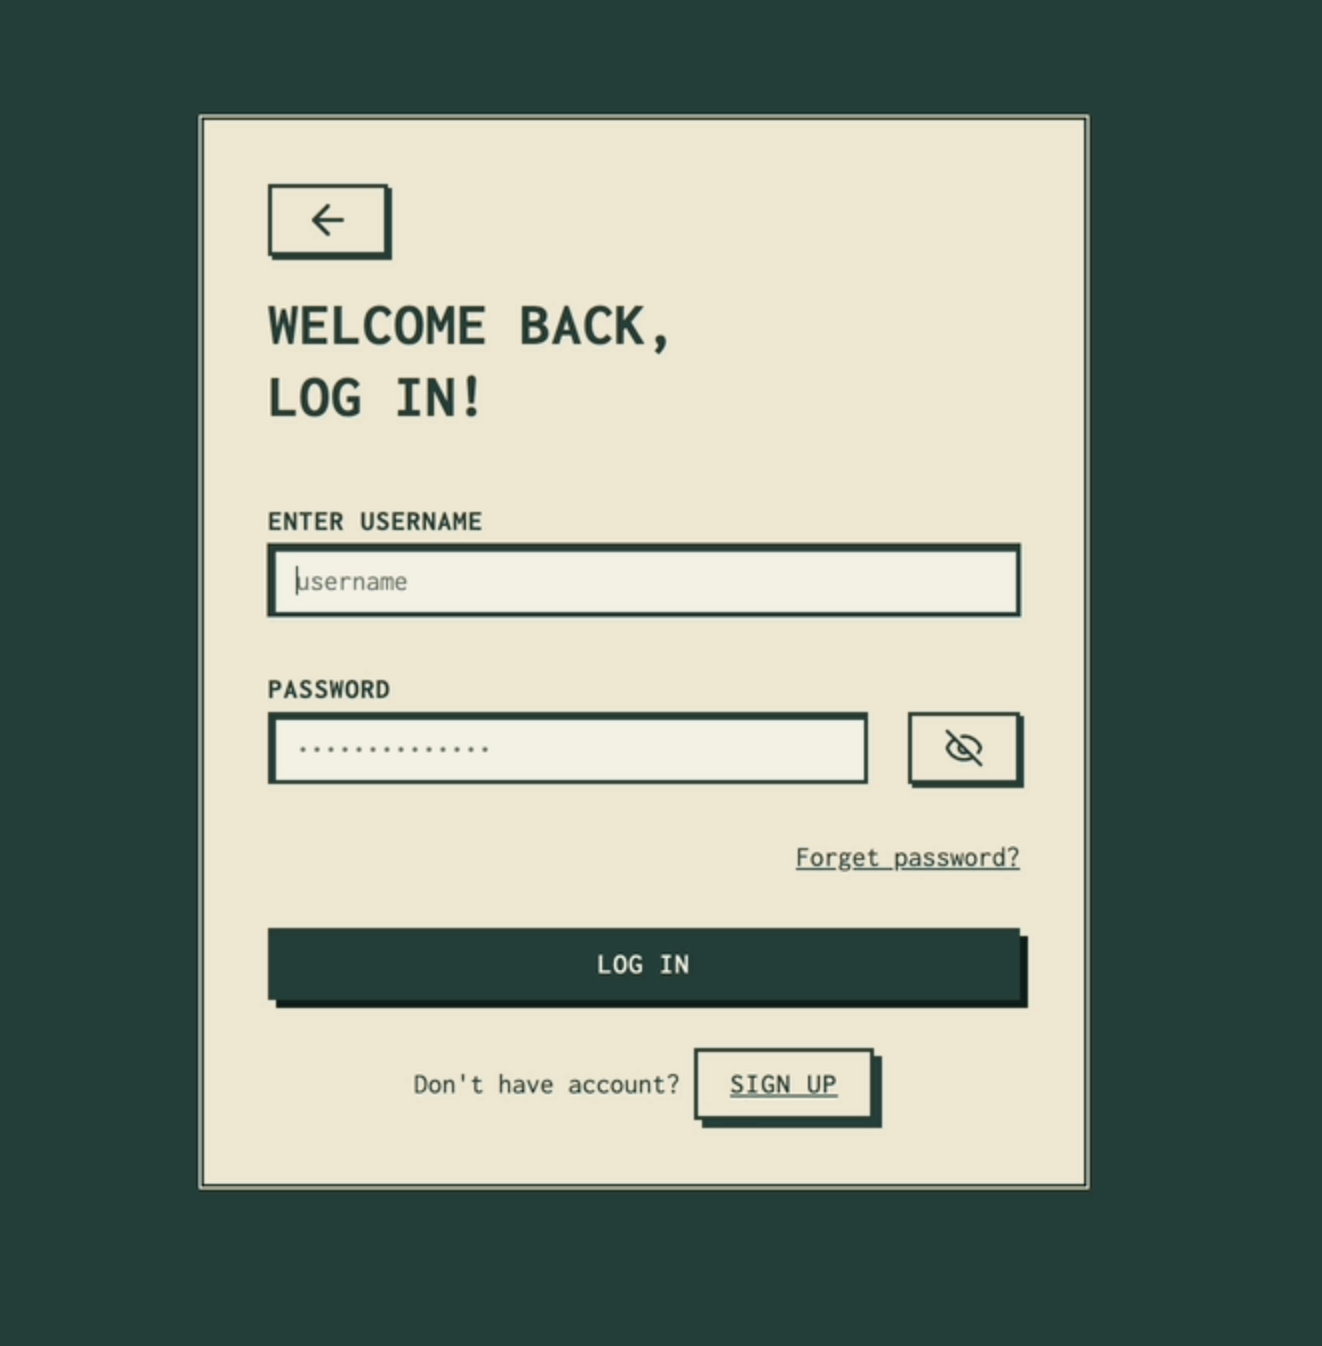 WELCOME BACK,
LOG IN!
ENTER USERNAME
username
PASSWORD
••••••••••••••
Forget password?
LOG IN
Don't have account? SIGN UP